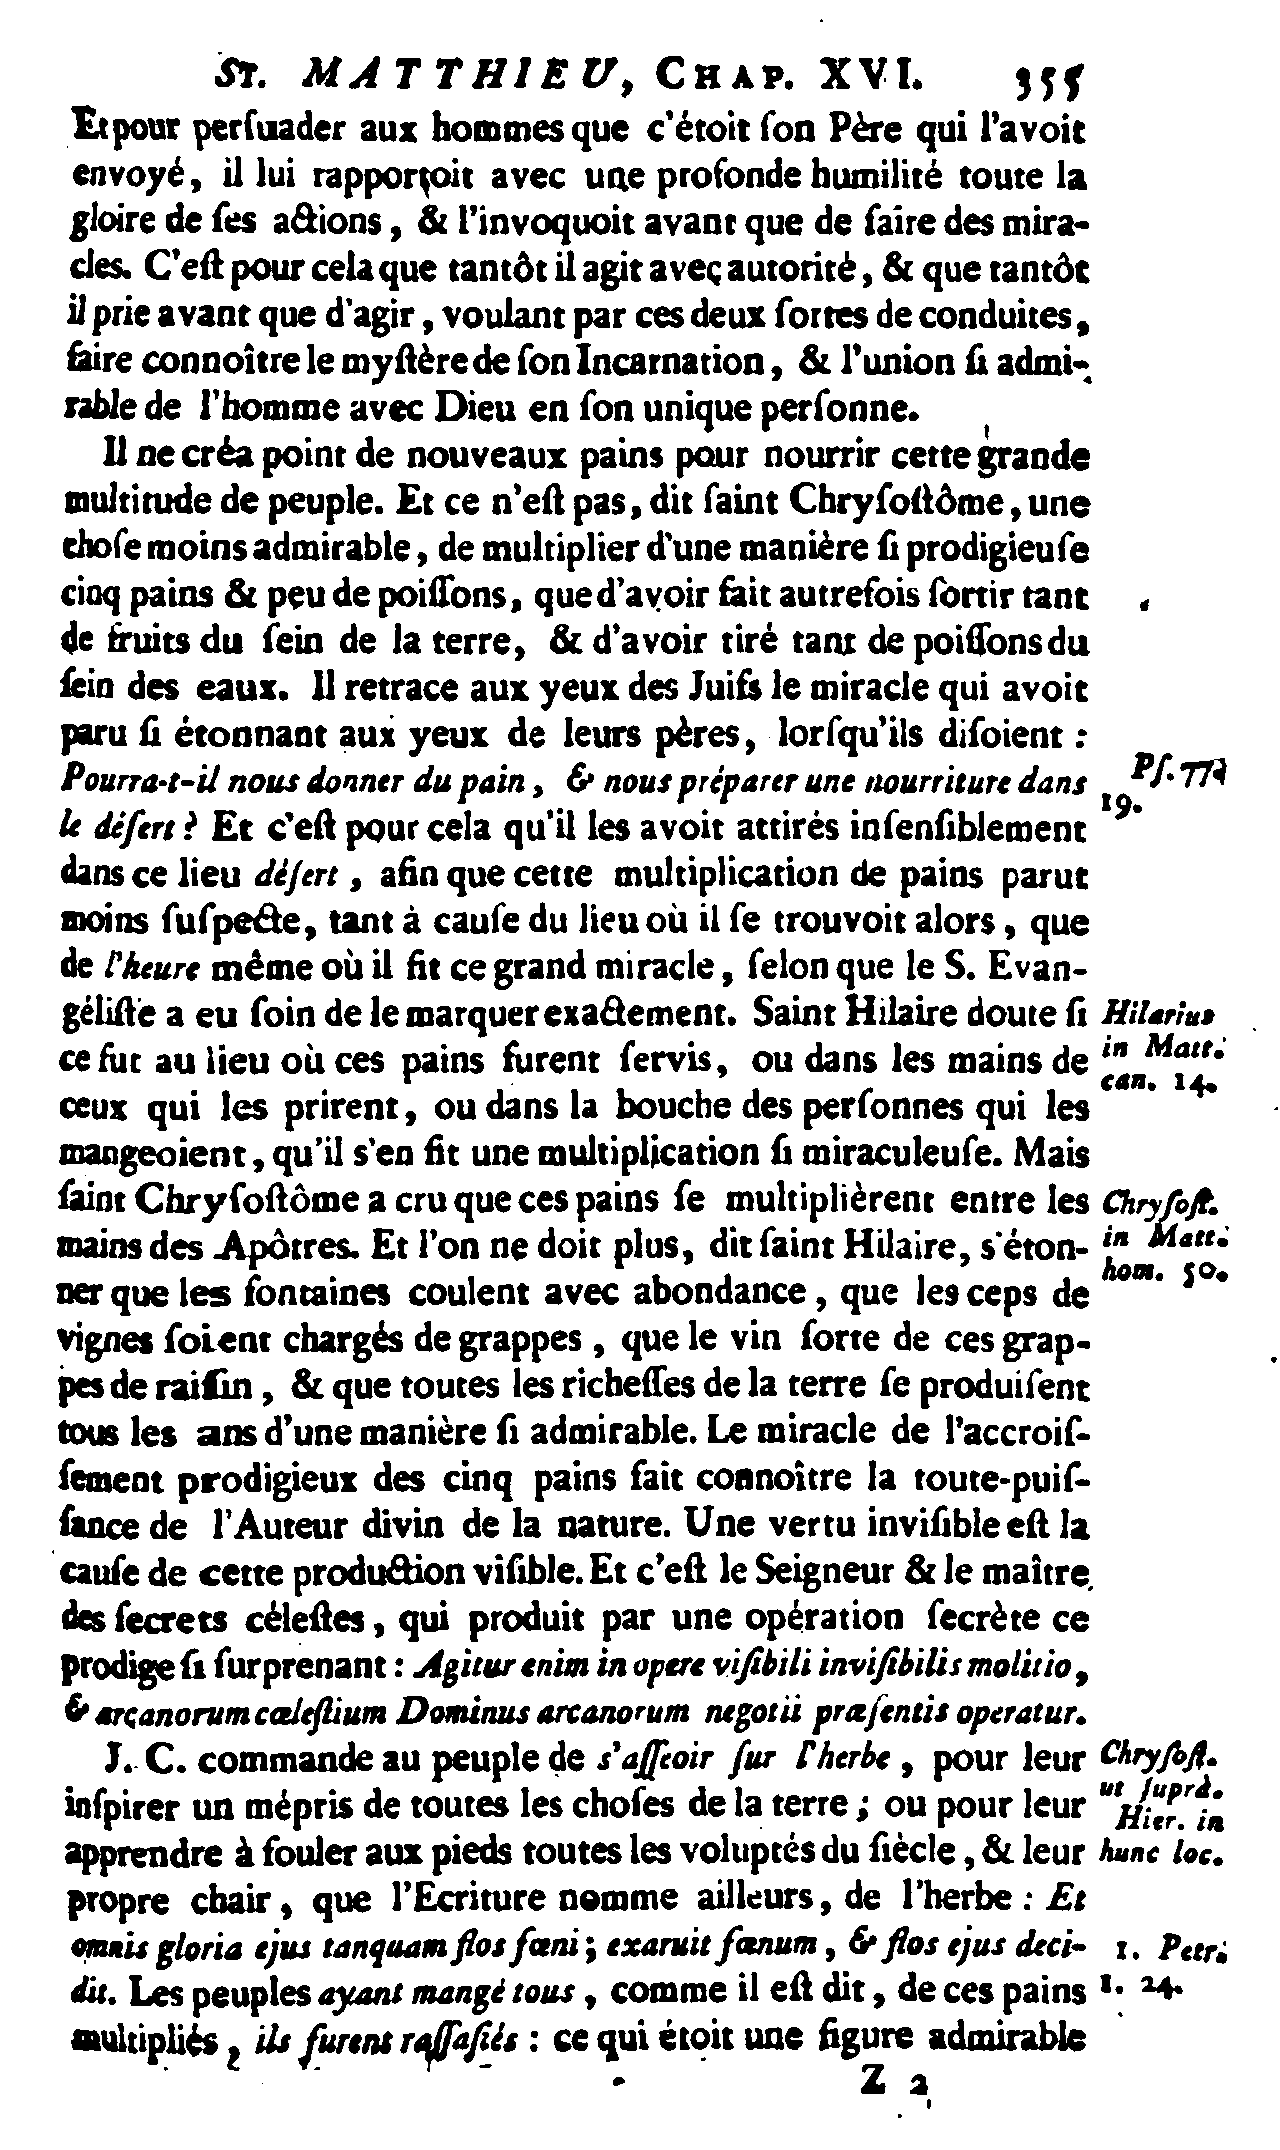 ST. MATTHIEU, CHAP. XVI. 355
Et pour perſuader aux hommes que c'étoit ſon Père qui l'avoit
envoyé, il lui rapportoit avec une profonde humilité toute la
gloire de ſes actions, & l'invoquoit avant que de faire des mira-
cles. C'eſt pour cela que tantôt il agit avec autorité, & que tantôt
il prie avant que d'agir, voulant par ces deux ſortes de conduites,
faire connoître le myſtère de ſon Incarnation, & l'union ſi admi-
rable de l'homme avec Dieu en ſon unique perſonne.
Il ne créa point de nouveaux pains pour nourrir cette grande
multitude de peuple. Et ce n'eſt pas, dit ſaint Chryſoſtôme, une
choſe moins admirable, de multiplier d'une manière ſi prodigieuſe
cinq pains & peu de poiſſons, que d'avoir fait autrefois ſortir tant
de fruits du ſein de la terre, & d'avoir tiré tant de poiſſons du
ſein des eaux. Il retrace aux yeux des Juifs le miracle qui avoit
paru ſi étonnant aux yeux de leurs pères, lorſqu'ils diſoient :
Pourra-t-il nous donner du pain, & nous préparer une nourriture dans
le déſert ? Et c'eſt pour cela qu'il les avoit attirés inſenſiblement
dans ce lieu déſert, afin que cette multiplication de pains parut
moins ſuſpecte, tant à cauſe du lieu où il ſe trouvoit alors, que
de l'heure même où il fit ce grand miracle, ſelon que le S. Evan-
géliſte a eu ſoin de le marquer exactement. Saint Hilaire doute ſi
ce fut au lieu où ces pains furent ſervis, ou dans les mains de
ceux qui les prirent, ou dans la bouche des perſonnes qui les
mangeoient, qu'il s'en fit une multiplication ſi miraculeuſe. Mais
ſaint Chryſoſtôme a cru que ces pains ſe multiplièrent entre les
mains des Apôtres. Et l'on ne doit plus, dit ſaint Hilaire, s'éton-
ner que les fontaines coulent avec abondance, que les ceps de
vignes ſoient chargés de grappes, que le vin ſorte de ces grap-
pes de raiſin, & que toutes les richeſſes de la terre ſe produiſent
tous les ans d'une manière ſi admirable. Le miracle de l'accroiſ-
ſement prodigieux des cinq pains fait connoître la toute-puiſ-
ſance de l'Auteur divin de la nature. Une vertu inviſible eſt la
cauſe de cette production viſible. Et c'eſt le Seigneur & le maître
des ſecrets céleſtes, qui produit par une opération ſecrète ce
prodige ſi ſurprenant : Agitur enim in opere viſibili inviſibilis molitio,
& arcanorum cæleſtium Dominus arcanorum negotii præſentis operatur.
J. C. commande au peuple de s'aſſeoir ſur l'herbe, pour leur
inſpirer un mépris de toutes les choſes de la terre ; ou pour leur
apprendre à fouler aux pieds toutes les voluptés du ſiècle, & leur
propre chair, que l'Ecriture nomme ailleurs, de l'herbe : Et
omnis gloria ejus tanquam flos fæni ; exaruit fænum, & flos ejus deci-
dit. Les peuples ayant mangé tous, comme il eſt dit, de ces pains
multipliés, ils furent raſſaſiés : ce qui étoit une figure admirable
Z 2
Pſ. 77.
19.
Hilarius
in Matt.
can. 14.
Chryſoſt.
in Matt.
hom. 50.
Chryſoſt.
ut ſuprà.
Hier. in
hunc loc.
1. Petri
1. 24.